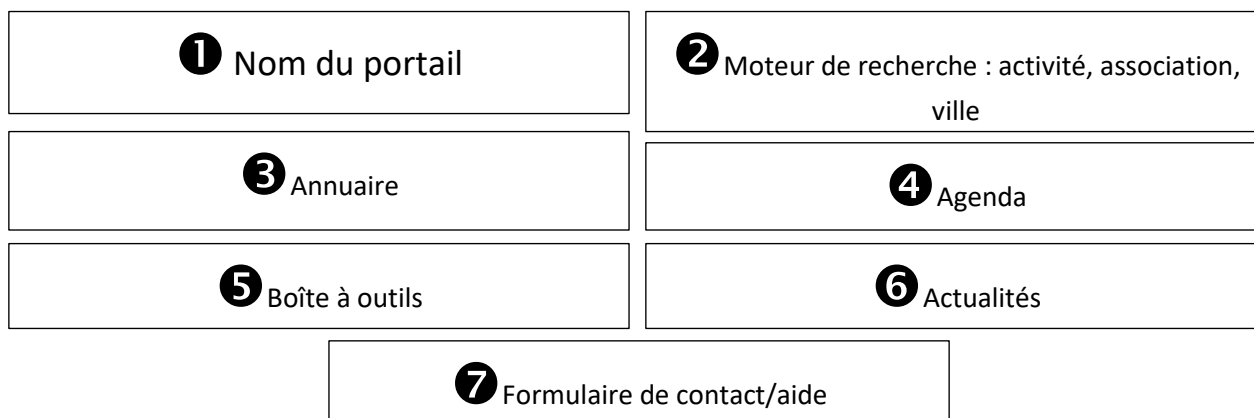 ❶ Nom du portail
❷ Moteur de recherche : activité, association,
ville
❸ Annuaire
❹ Agenda
❺ Boîte à outils
❻ Actualités
❼ Formulaire de contact/aide